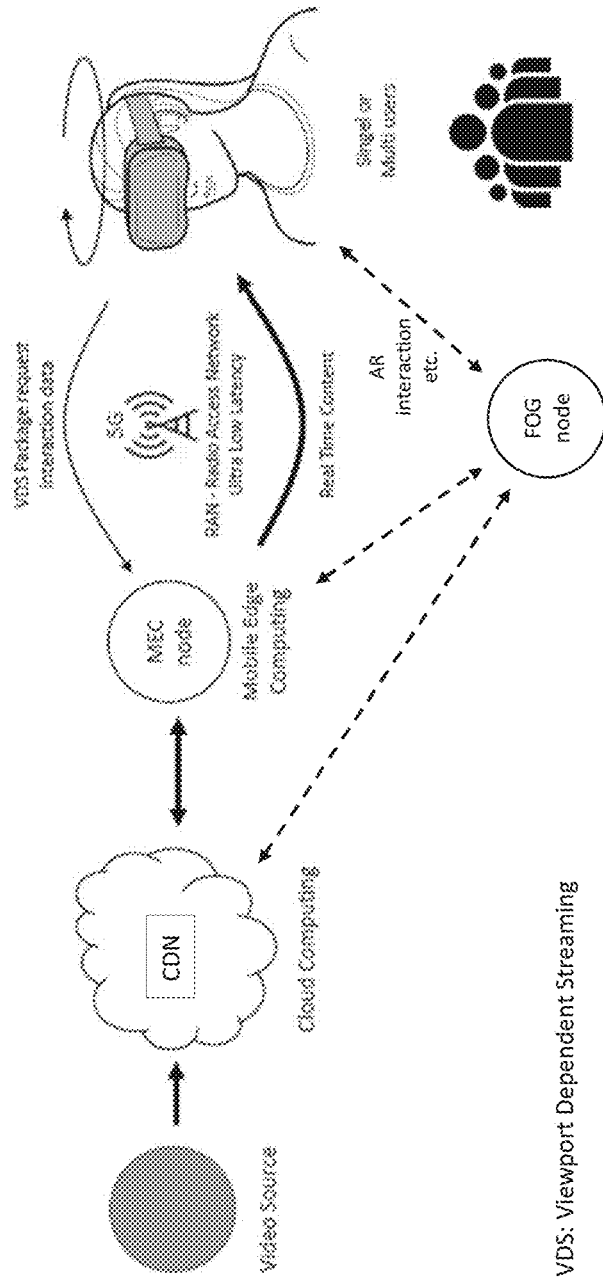 Video Source
CDN
Cloud Computing
MEC
node
Mobile Edge
Computing
VDS Package request
interaction data
5G
RAN - Radio Access Network
Ultra Low Latency
Real Time Content
AR
interaction
etc.
FOG
node
Singel or
Multi users
VDS: Viewport Dependent Streaming